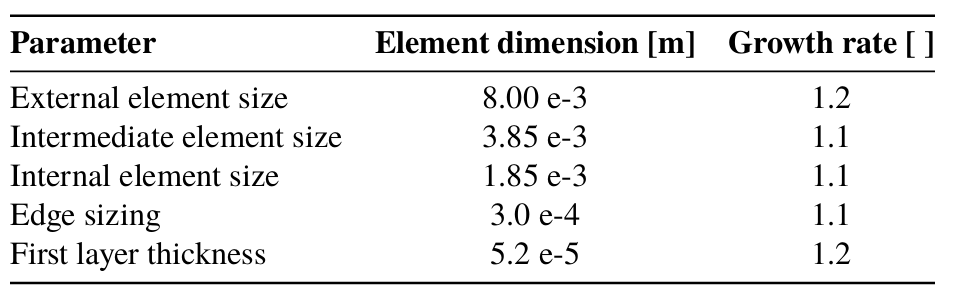 Parameter Element dimension [m] Growth rate [ ]
External element size 8.00 e-3 1.2
Intermediate element size 3.85 e-3 1.1
Internal element size 1.85 e-3 1.1
Edge sizing 3.0 e-4 1.1
First layer thickness 5.2 e-5 1.2